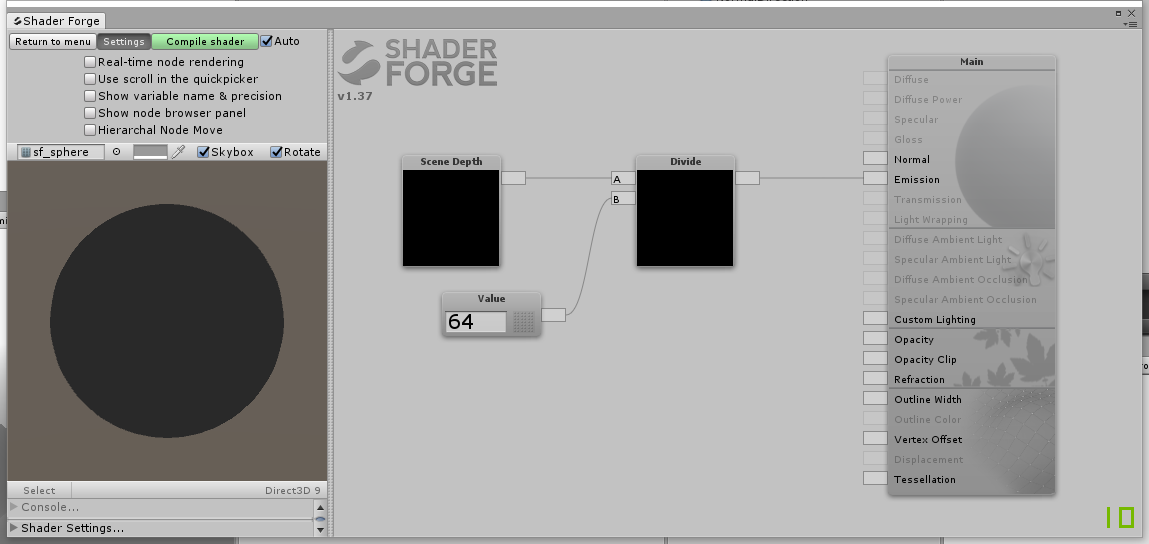 Shader Forge
Return to menu Settings Compile shader Auto
Real-time node rendering
Use scroll in the quickpicker
Show variable name & precision
Show node browser panel
Hierarchal Node Move
sf_sphere Skybox Rotate
Select Direct3D 9
Console...
Shader Settings...
SHADER
FORGE
v1.37
Scene Depth
Value
64
Divide
A
B
Main
Diffuse
Diffuse Power
Specular
Gloss
Normal
Emission
Transmission
Light Wrapping
Diffuse Ambient Light
Specular Ambient Light
Diffuse Ambient Occlusion
Specular Ambient Occlusion
Custom Lighting
Opacity
Opacity Clip
Refraction
Outline Width
Outline Color
Vertex Offset
Displacement
Tessellation
10